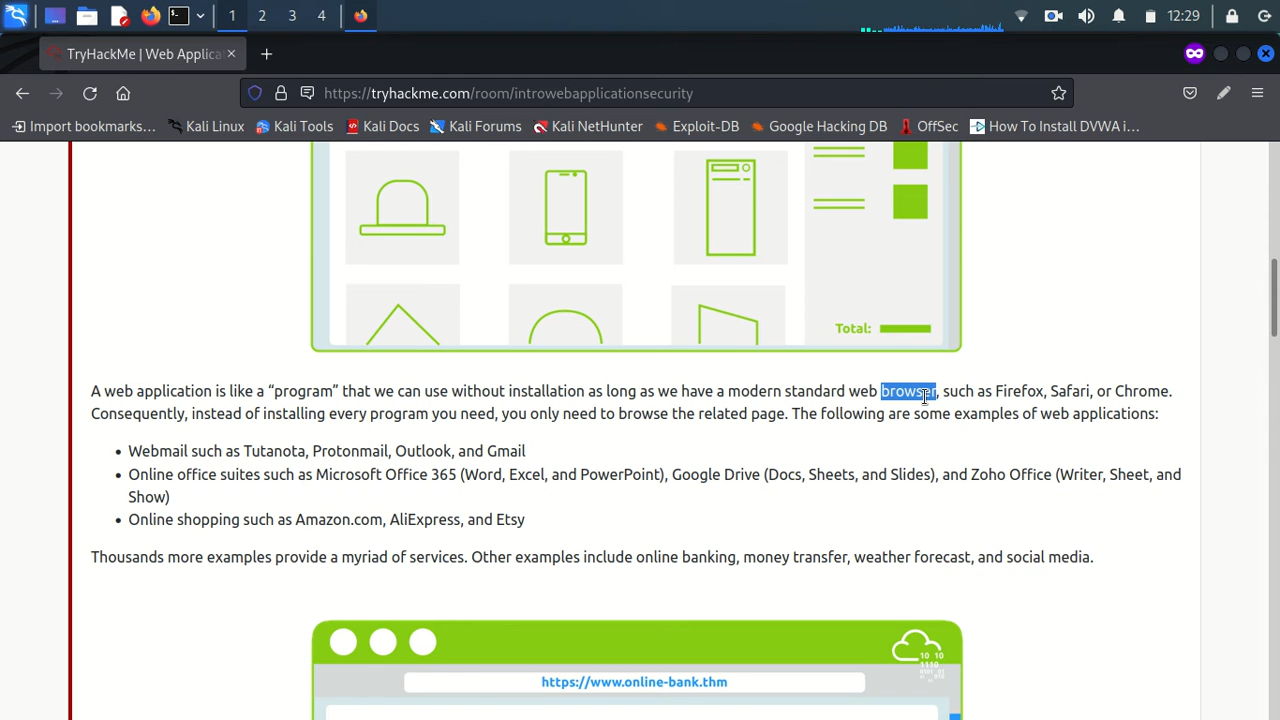 1 2 3 4 12:29
TryHackMe | Web Applica
https://tryhackme.com/room/introwebapplicationsecurity
Import bookmarks… Kali Linux Kali Tools Kali Docs Kali Forums Kali NetHunter Exploit-DB Google Hacking DB OffSec How To Install DVWA i…
Total:
A web application is like a “program” that we can use without installation as long as we have a modern standard web browser, such as Firefox, Safari, or Chrome.
Consequently, instead of installing every program you need, you only need to browse the related page. The following are some examples of web applications:
• Webmail such as Tutanota, Protonmail, Outlook, and Gmail
• Online office suites such as Microsoft Office 365 (Word, Excel, and PowerPoint), Google Drive (Docs, Sheets, and Slides), and Zoho Office (Writer, Sheet, and
Show)
• Online shopping such as Amazon.com, AliExpress, and Etsy
Thousands more examples provide a myriad of services. Other examples include online banking, money transfer, weather forecast, and social media.
10 10
1110
https://www.online-bank.thm